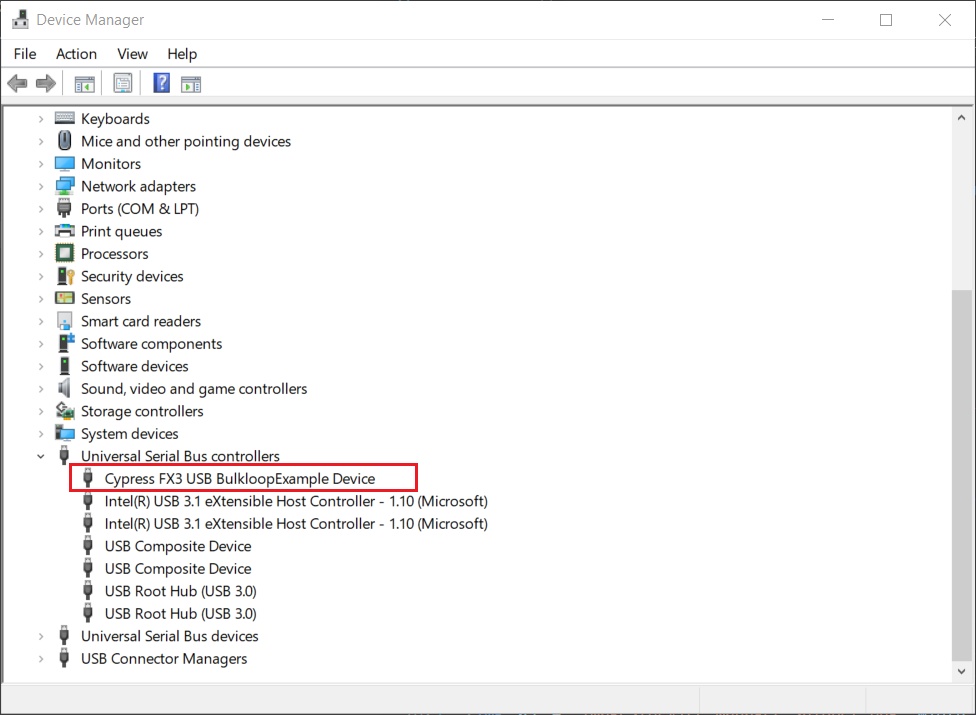 Device Manager
File Action View Help
?
Keyboards
Mice and other pointing devices
Monitors
Network adapters
Ports (COM & LPT)
Print queues
Processors
Security devices
Sensors
Smart card readers
Software components
Software devices
Sound, video and game controllers
Storage controllers
System devices
Universal Serial Bus controllers
Cypress FX3 USB BulkloopExample Device
Intel(R) USB 3.1 eXtensible Host Controller - 1.10 (Microsoft)
Intel(R) USB 3.1 eXtensible Host Controller - 1.10 (Microsoft)
USB Composite Device
USB Composite Device
USB Root Hub (USB 3.0)
USB Root Hub (USB 3.0)
Universal Serial Bus devices
USB Connector Managers